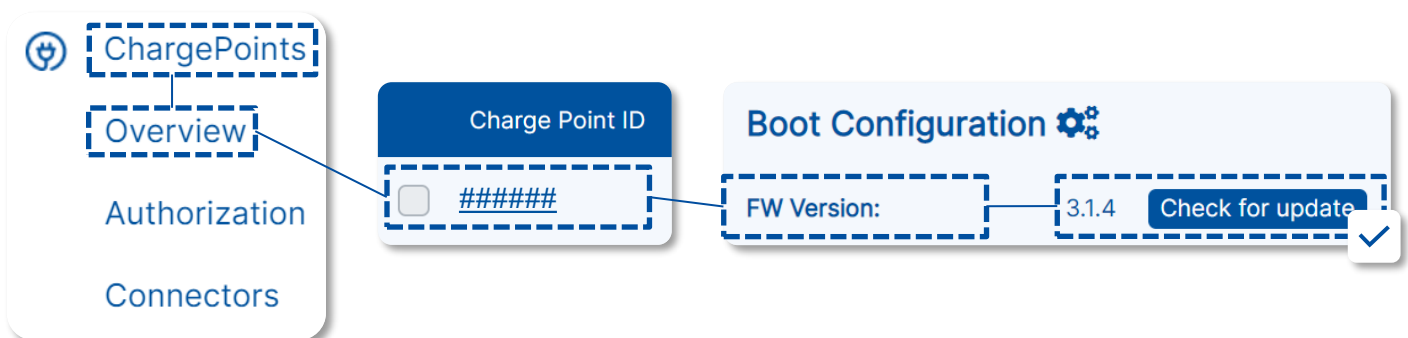 ChargePoints
Overview
Authorization
Connectors
Charge Point ID
######
Boot Configuration
FW Version: 3.1.4 Check for update